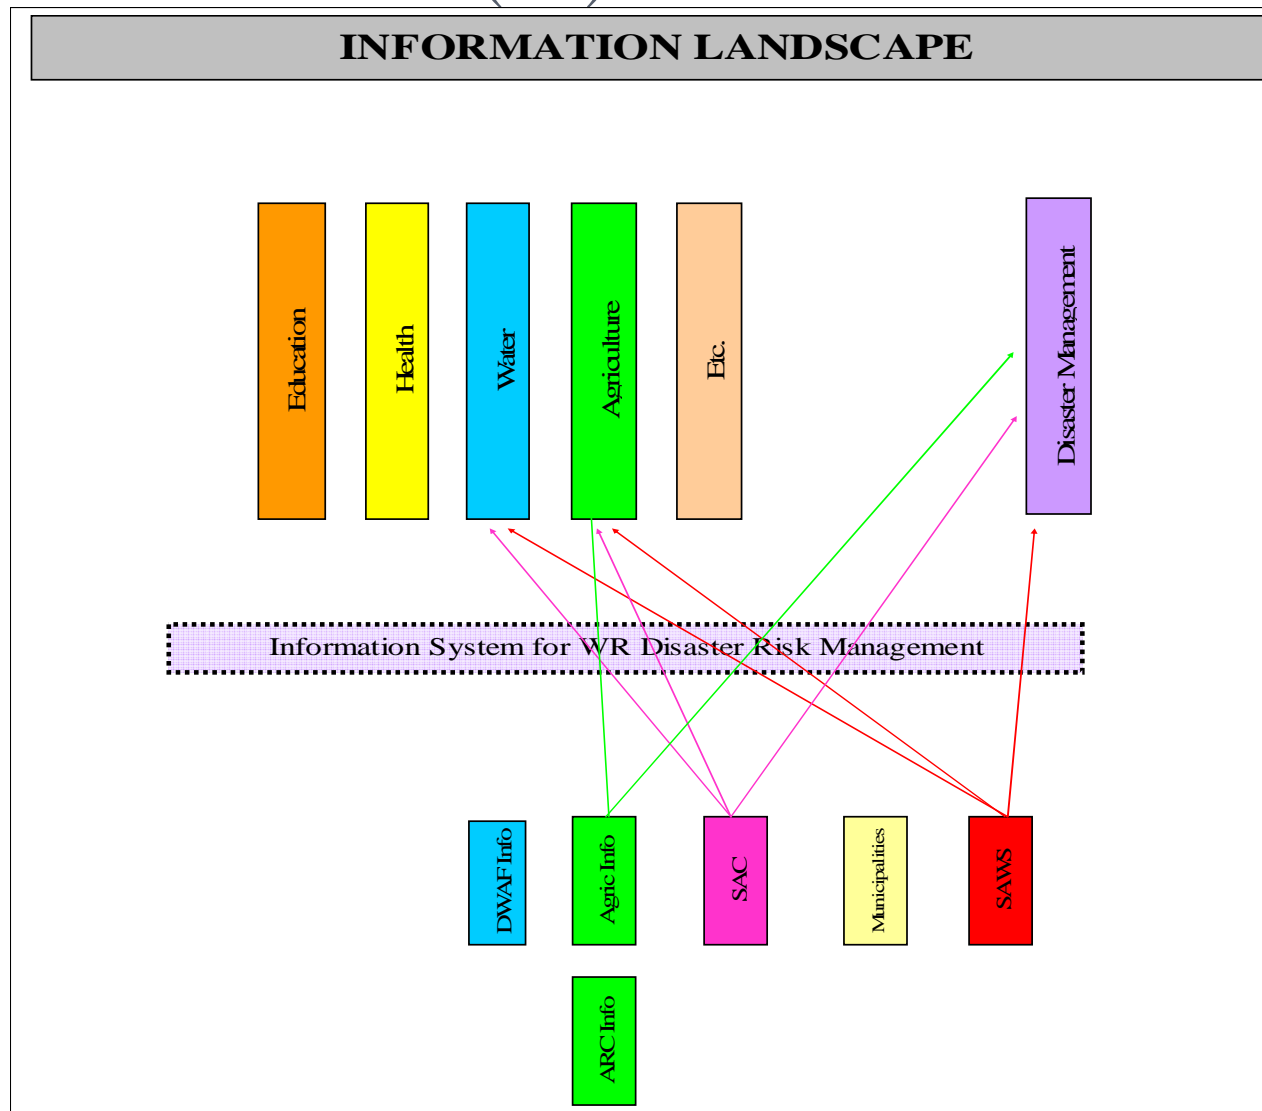 INFORMATION LANDSCAPE
Education
Health
Water
Agriculture
Etc.
Disaster Management
Information System for WR Disaster Risk Management
DWAF Info
Agric Info
SAC
Municipalities
SAWS
ARC Info